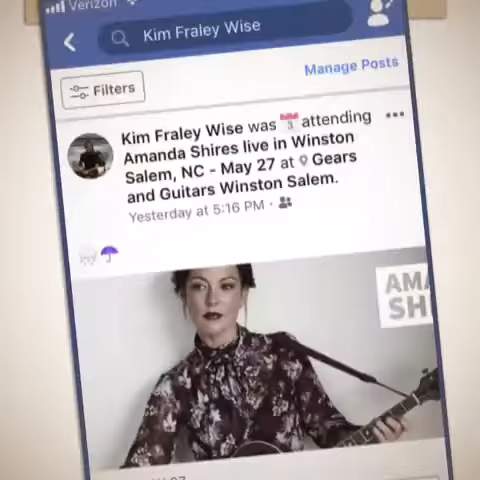 Verizon
Kim Fraley Wise
Manage Posts
Filters
Kim Fraley Wise was attending
Amanda Shires live in Winston
Salem, NC - May 27 at Gears
and Guitars Winston Salem.
Yesterday at 5:16 PM ·
AMA
SH